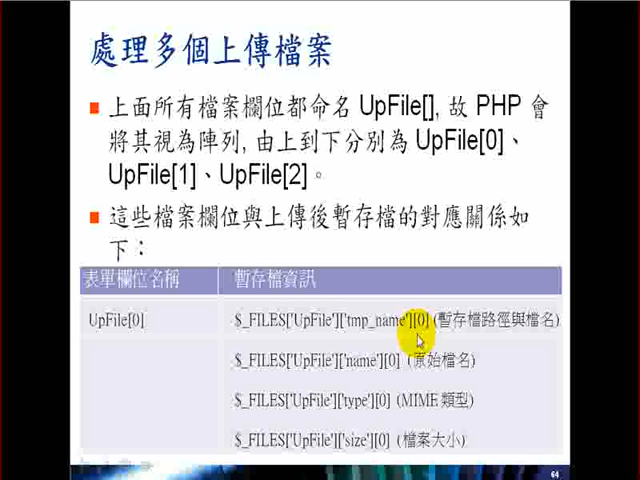 處理多個上傳檔案
上面所有檔案欄位都命名 UpFile[], 故 PHP 會
將其視為陣列, 由上到下分別為 UpFile[0]、
UpFile[1]、UpFile[2]。
這些檔案欄位與上傳後暫存檔的對應關係如
下：
表單欄位名稱 暫存檔資訊
UpFile[0] $_FILES['UpFile']['tmp_name'][0] (暫存檔路徑與檔名)
$_FILES['UpFile']['name'][0] (原始檔名)
$_FILES['UpFile']['type'][0] (MIME 類型)
$_FILES['UpFile']['size'][0] (檔案大小)
64